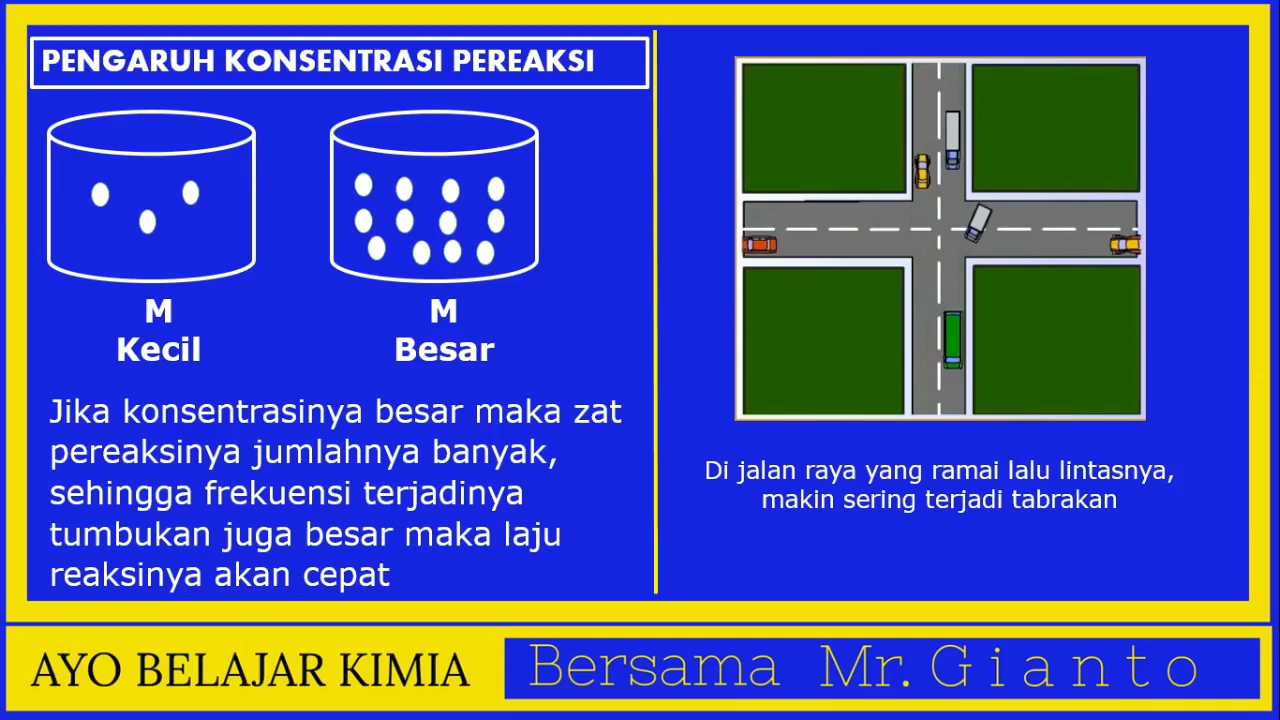 PENGARUH KONSENTRASI PEREAKSI
M
Kecil
M
Besar
Jika konsentrasinya besar maka zat
pereaksinya jumlahnya banyak,
sehingga frekuensi terjadinya
tumbukan juga besar maka laju
reaksinya akan cepat
Di jalan raya yang ramai lalu lintasnya,
makin sering terjadi tabrakan
AYO BELAJAR KIMIA
Bersama Mr. Gianto